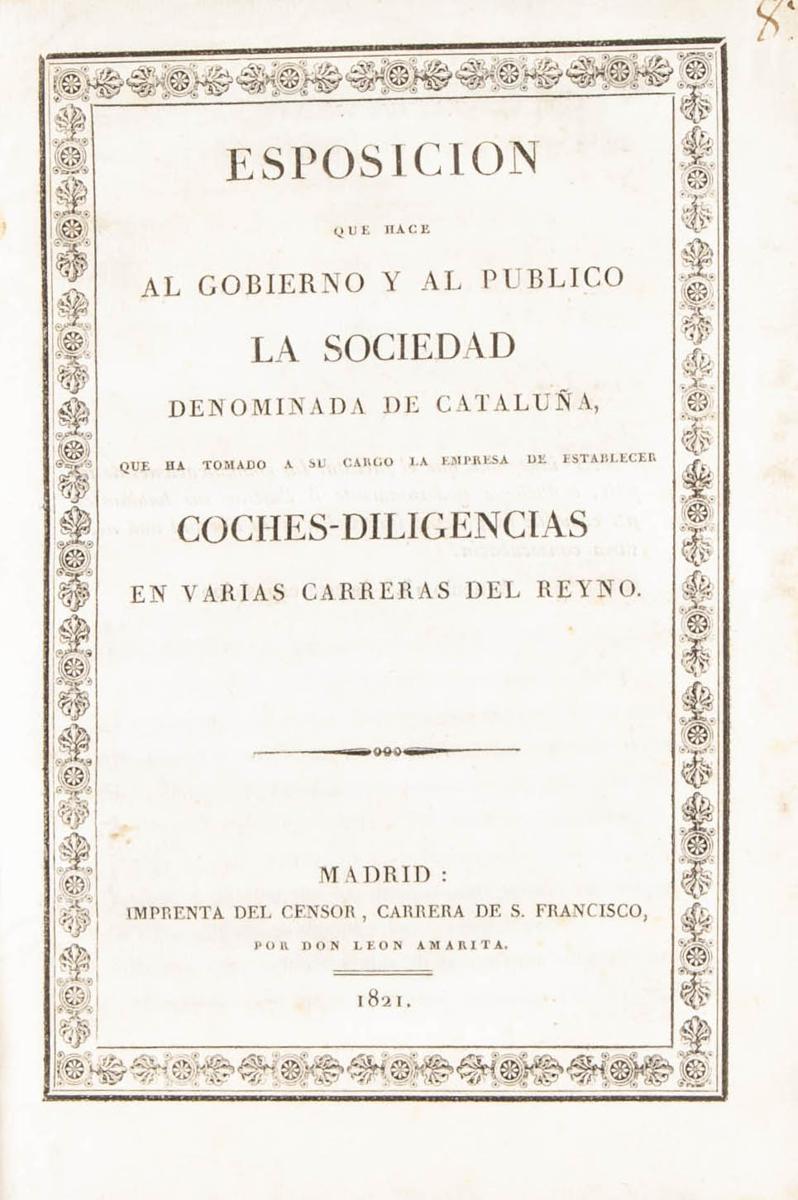 8
ESPOSICION
QUE HACE
AL GOBIERNO Y AL PUBLICO
LA SOCIEDAD
DENOMINADA DE CATALUÑA,
QUE HA TOMADO A SU CARGO LA EMPRESA DE ESTABLECER
COCHES-DILIGENCIAS
EN VARIAS CARRERAS DEL REYNO.
MADRID :
IMPRENTA DEL CENSOR, CARRERA DE S. FRANCISCO,
POR DON LEON AMARITA.
1821.